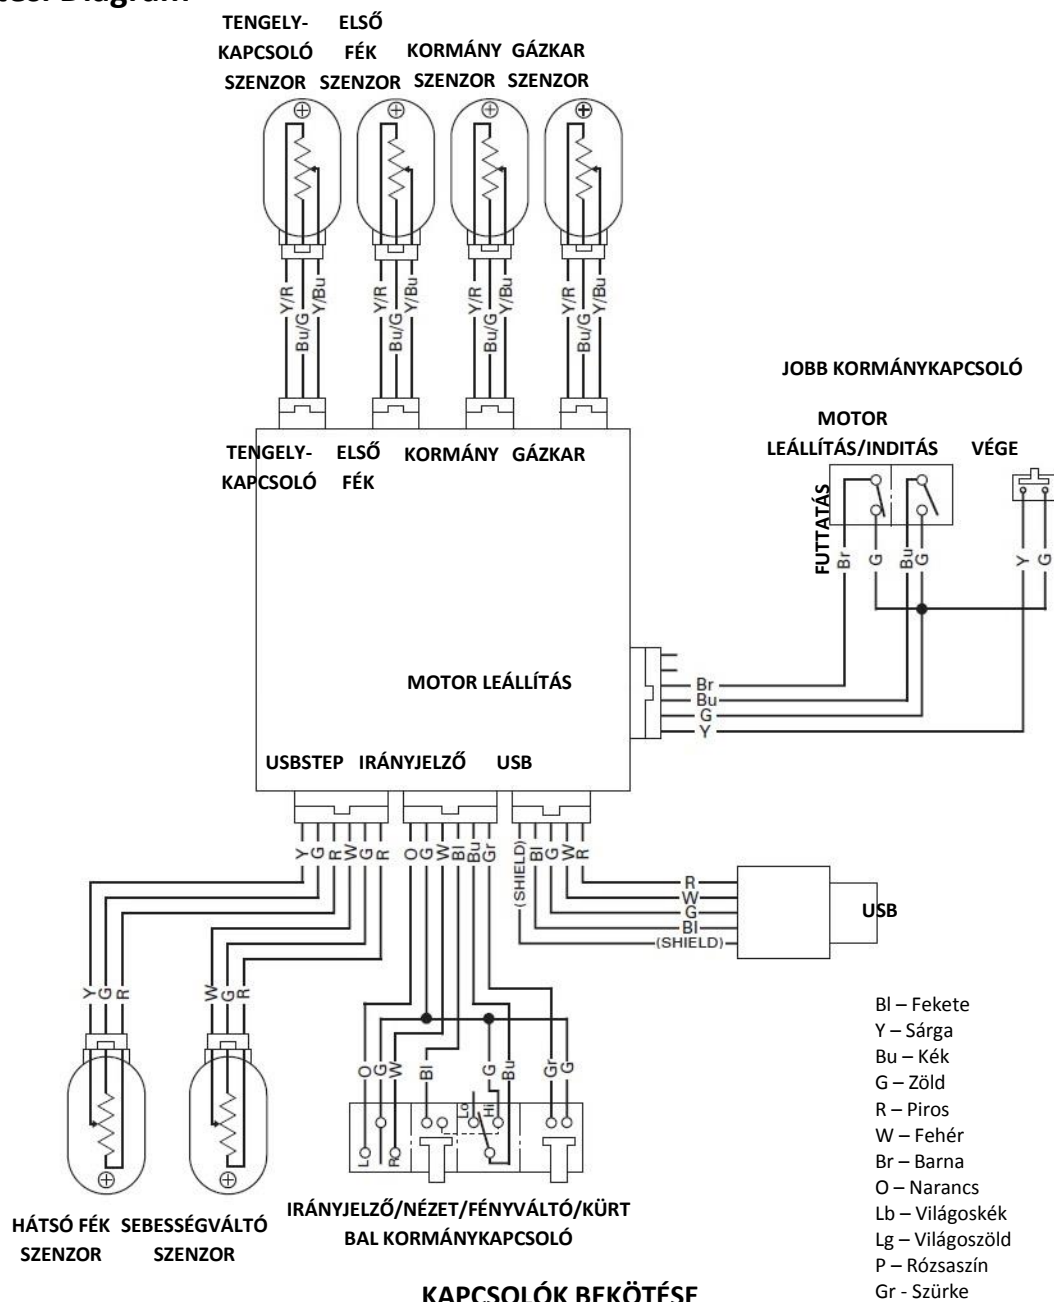 Diagram
TENGELY- ELSŐ
KAPCSOLÓ FÉK KORMÁNY GÁZKAR
SZENZOR SZENZOR SZENZOR SZENZOR
Y/R Bu/G Y/Bu Y/R Bu/G Y/Bu Y/R Bu/G Y/Bu Y/R Bu/G Y/Bu
JOBB KORMÁNYKAPCSOLÓ
MOTOR
LEÁLLÍTÁS/INDITÁS VÉGE
FUTTATÁS
Br G Bu G Y G
TENGELY- ELSŐ KORMÁNY GÁZKAR
KAPCSOLÓ FÉK
MOTOR LEÁLLÍTÁS
Br
Bu
G
Y
USBSTEP IRÁNYJELZŐ USB
Y G R W G R O G W Bl Bu Gr (SHIELD) Bl G W R
R
W
G
Bl
(SHIELD)
USB
Y G R W G R
O G W Bl G Bu Gr G
Lo Hi
L R
HÁTSÓ FÉK SEBESSÉGVÁLTÓ
SZENZOR SZENZOR
IRÁNYJELZŐ/NÉZET/FÉNYVÁLTÓ/KÜRT
BAL KORMÁNYKAPCSOLÓ
Bl – Fekete
Y – Sárga
Bu – Kék
G – Zöld
R – Piros
W – Fehér
Br – Barna
O – Narancs
Lb – Világoskék
Lg – Világoszöld
P – Rózsaszín
Gr - Szürke
KAPCSOLÓK BEKÖTÉSE